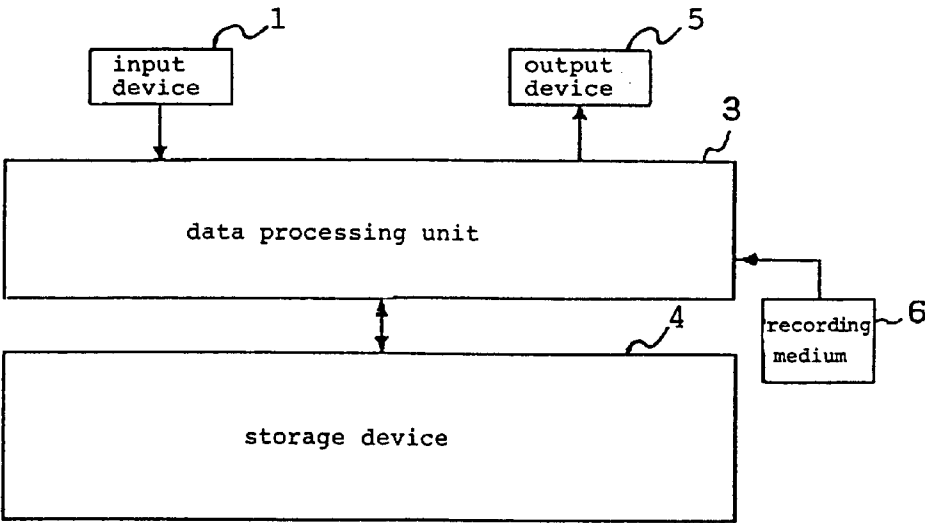 1
input
device
5
output
device
3
data processing unit
6
recording
medium
4
storage device